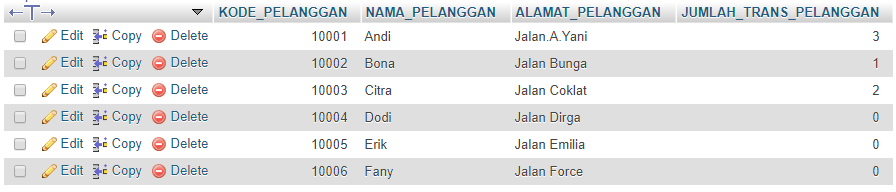 KODE_PELANGGAN NAMA_PELANGGAN ALAMAT_PELANGGAN JUMLAH_TRANS_PELANGGAN
Edit Copy Delete 10001 Andi Jalan.A.Yani 3
Edit Copy Delete 10002 Bona Jalan Bunga 1
Edit Copy Delete 10003 Citra Jalan Coklat 2
Edit Copy Delete 10004 Dodi Jalan Dirga 0
Edit Copy Delete 10005 Erik Jalan Emilia 0
Edit Copy Delete 10006 Fany Jalan Force 0